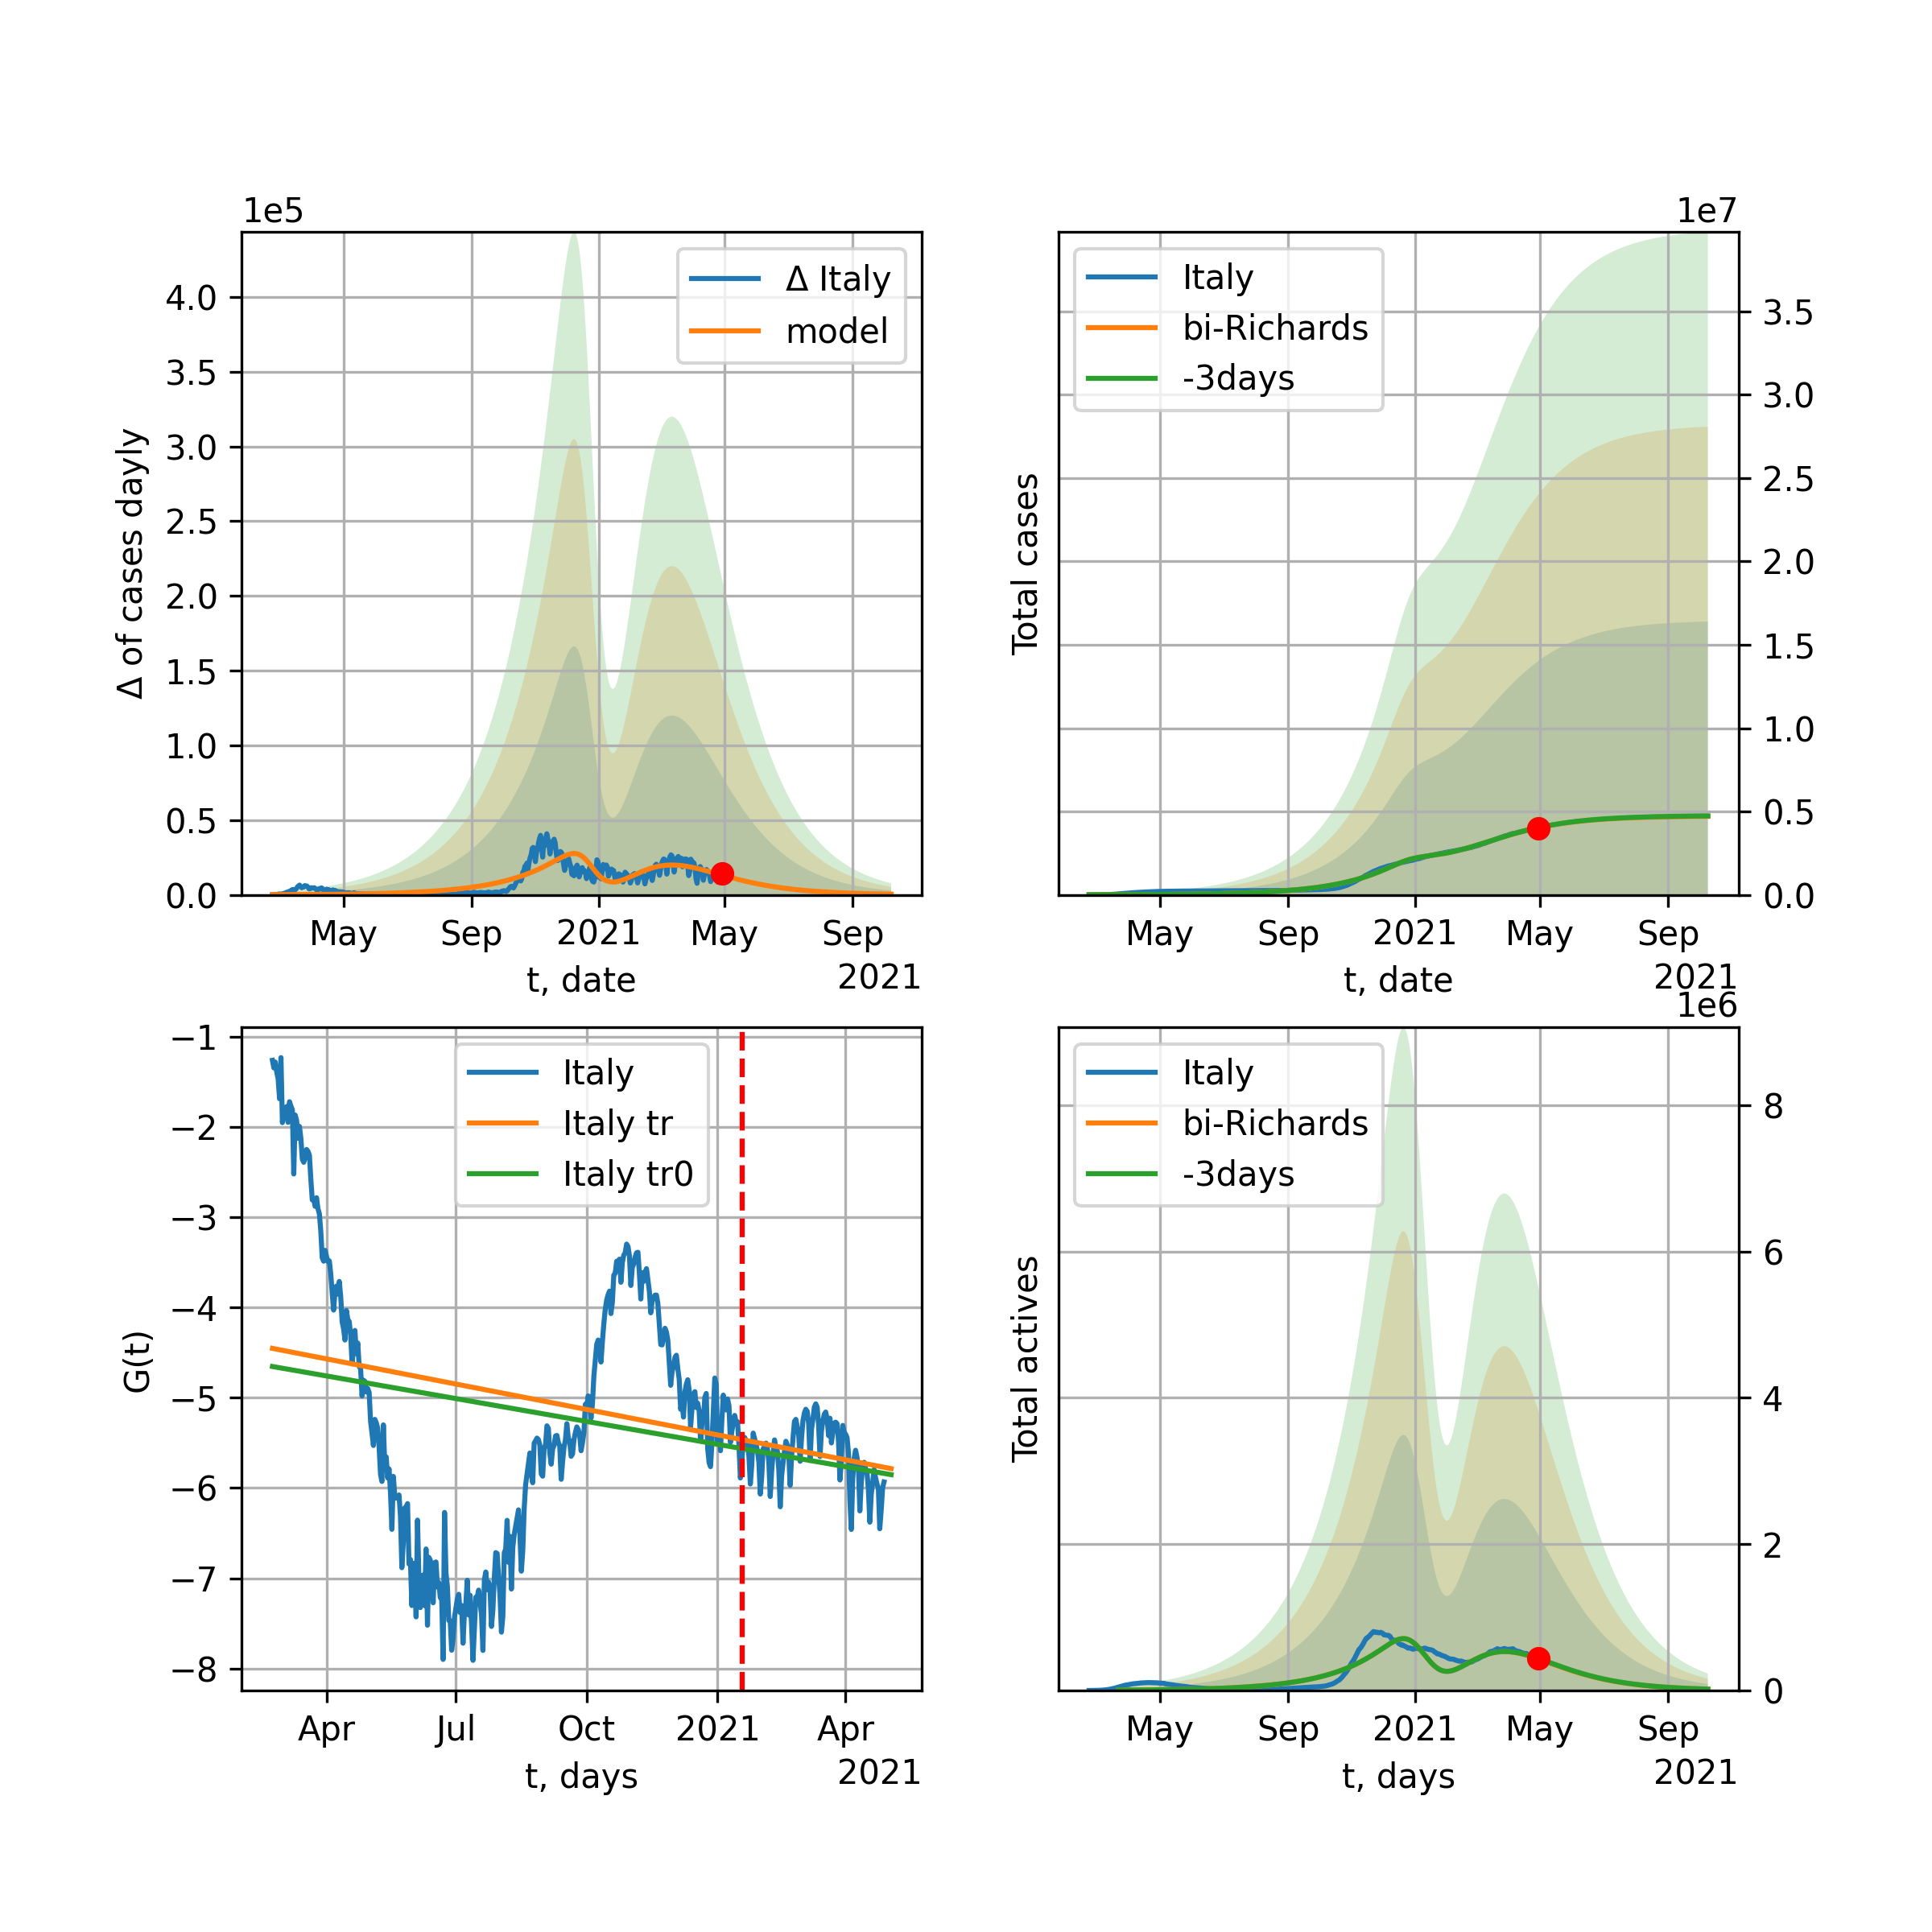 1e5
Δ of cases dayly
4.0
3.5
3.0
2.5
2.0
1.5
1.0
0.5
0.0
Δ Italy
model
May Sep 2021 May Sep
t, date
2021
1e7
Total cases
Italy
bi-Richards
-3days
3.5
3.0
2.5
2.0
1.5
1.0
0.5
0.0
May Sep 2021 May Sep
t, date
2021
G(t)
−1
−2
−3
−4
−5
−6
−7
−8
Italy
Italy tr
Italy tr0
Apr Jul Oct 2021 Apr
t, days
2021
1e6
Total actives
Italy
bi-Richards
-3days
8
6
4
2
0
May Sep 2021 May Sep
t, days
2021